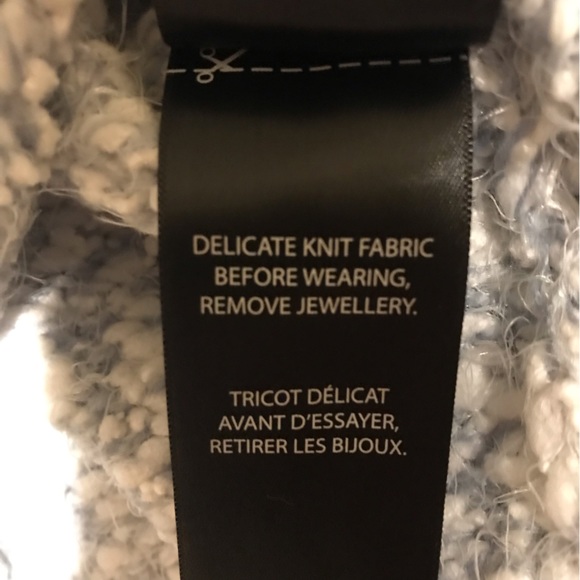 DELICATE KNIT FABRIC
BEFORE WEARING,
REMOVE JEWELLERY.
TRICOT DÉLICAT
AVANT D'ESSAYER,
RETIRER LES BIJOUX.